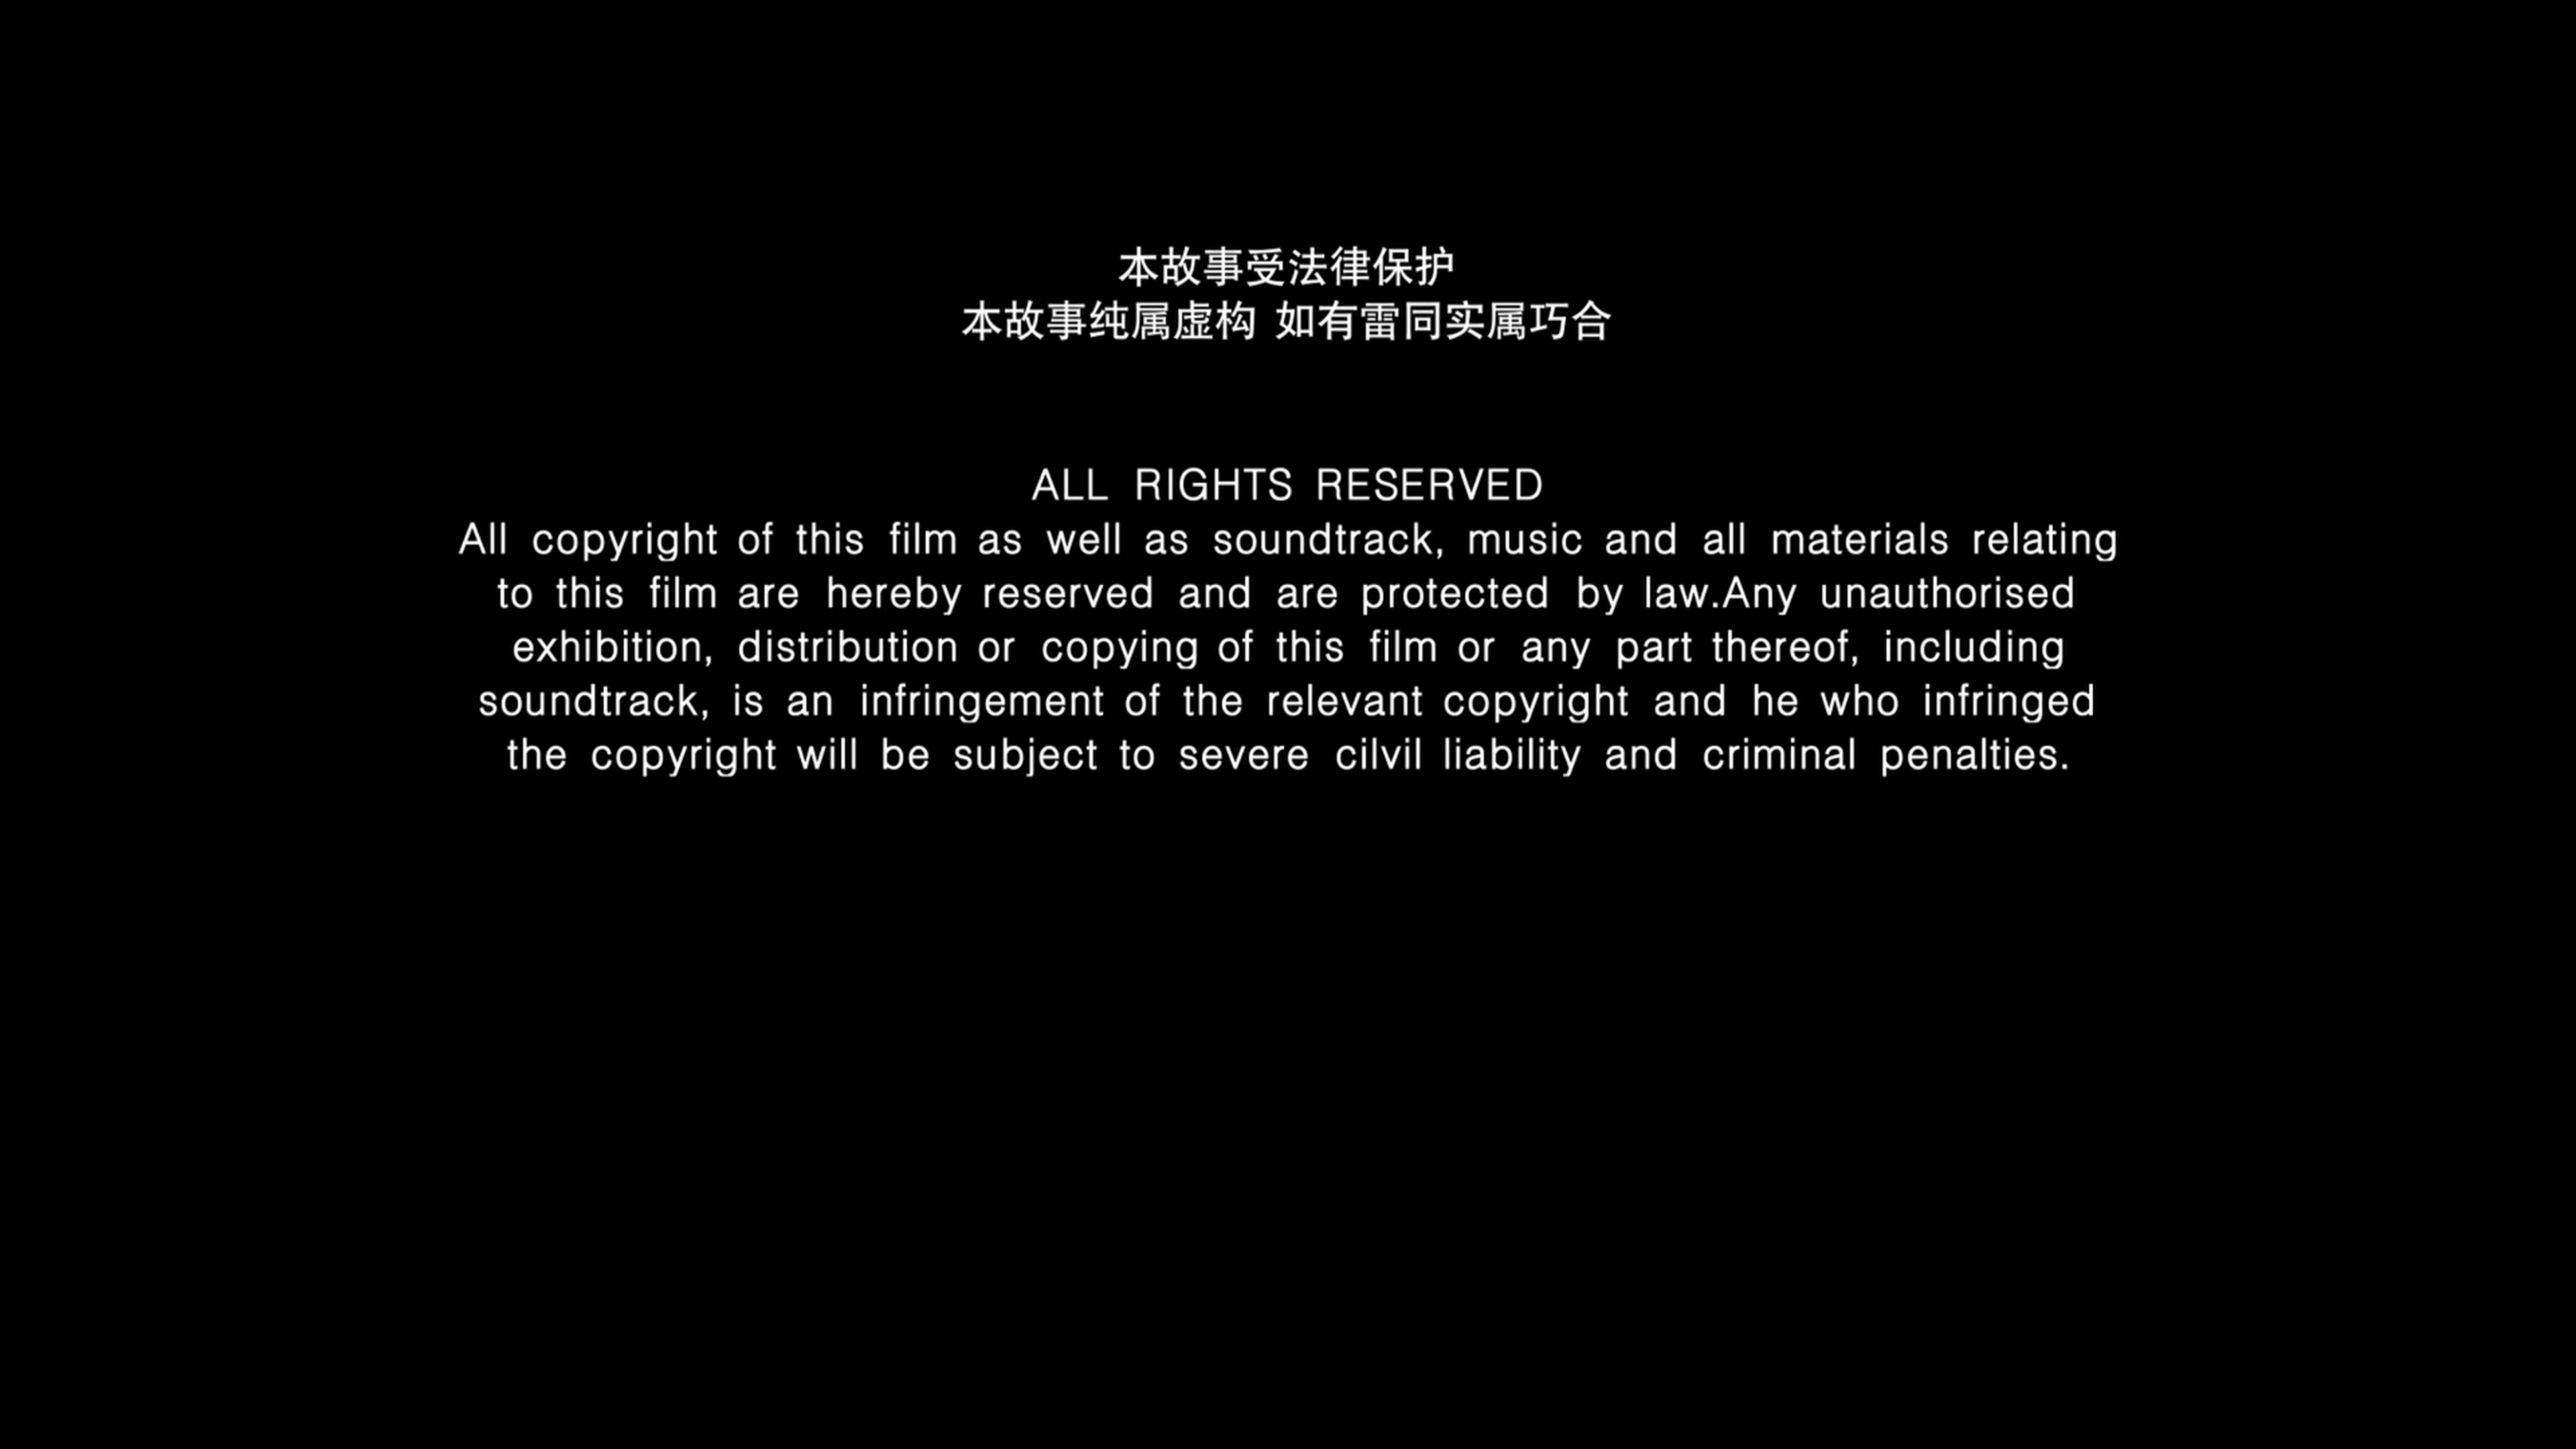 本故事受法律保护
本故事纯属虚构 如有雷同实属巧合
ALL RIGHTS RESERVED
All copyright of this film as well as soundtrack, music and all materials relating
to this film are hereby reserved and are protected by law.Any unauthorised
exhibition, distribution or copying of this film or any part thereof, including
soundtrack, is an infringement of the relevant copyright and he who infringed
the copyright will be subject to severe cilvil liability and criminal penalties.